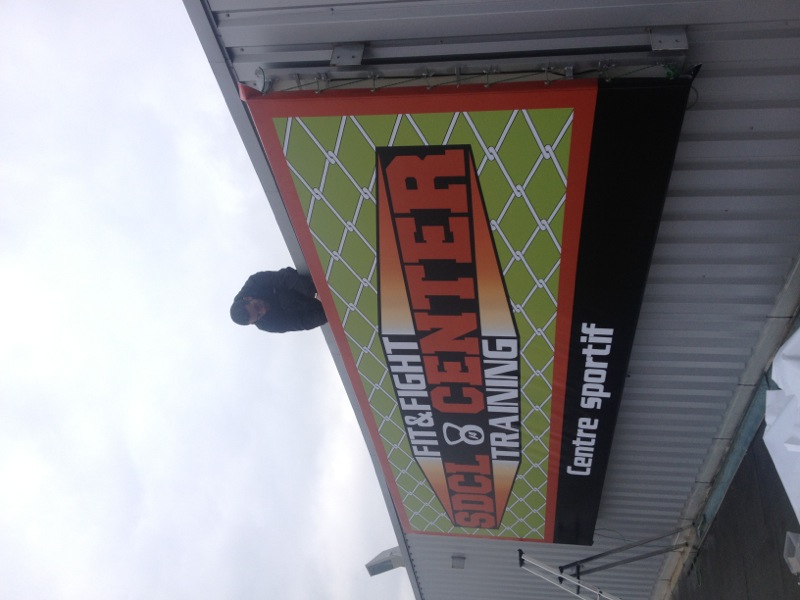 FIT&FIGHT
SDCL CENTER
TRAINING
Centre sportif